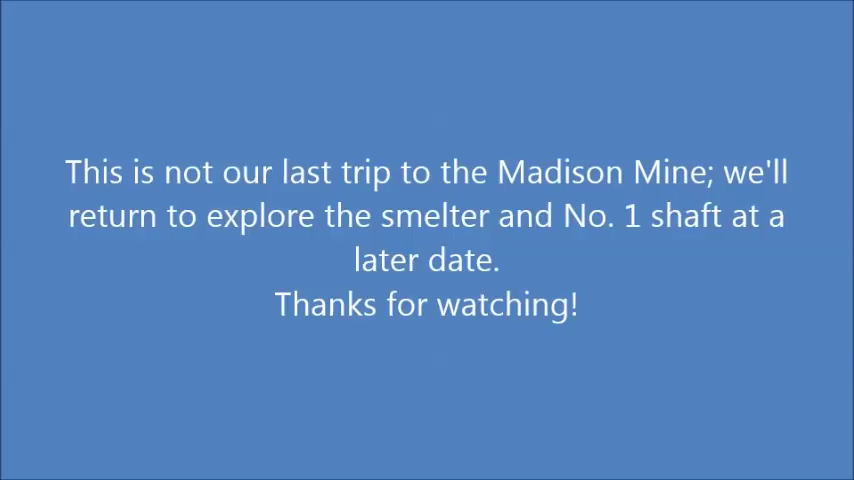 This is not our last trip to the Madison Mine; we'll
return to explore the smelter and No. 1 shaft at a
later date.
Thanks for watching!